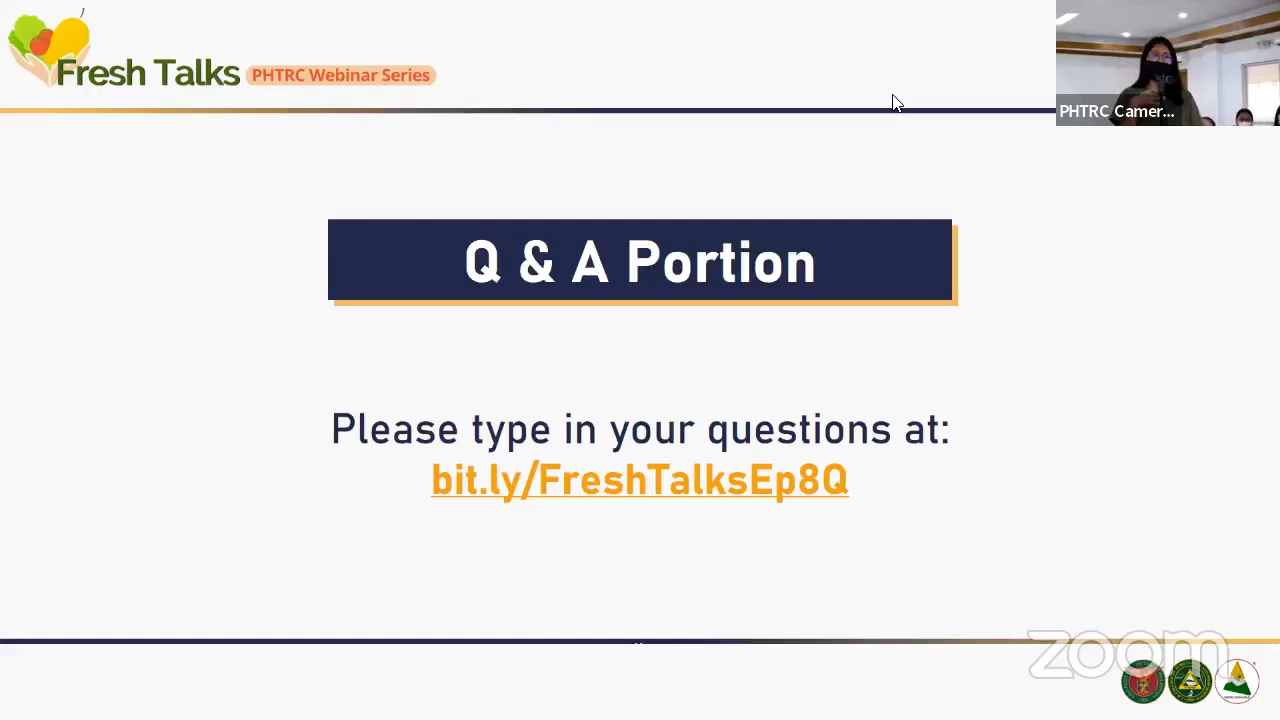 Fresh Talks PHTRC Webinar Series
PHTRC Camer...
Q & A Portion
Please type in your questions at:
bit.ly/FreshTalksEp8Q
zoom